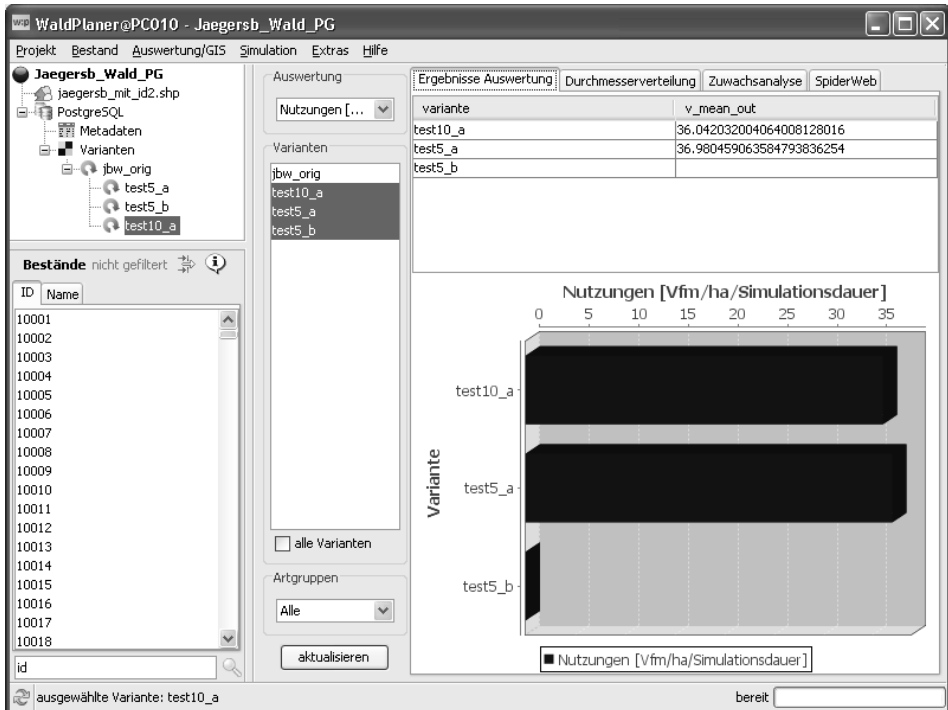 w:p WaldPlaner@PC010 - Jaegersb_Wald_PG
Projekt Bestand Auswertung/GIS Simulation Extras Hilfe
Jaegersb_Wald_PG
jaegersb_mit_id2.shp
PostgreSQL
Metadaten
Varianten
jbw_orig
test5_a
test5_b
test10_a
Bestände nicht gefiltert
ID Name
10001
10002
10003
10004
10005
10006
10007
10008
10009
10010
10011
10012
10013
10014
10015
10016
10017
10018
id
Auswertung
Nutzungen [...
Varianten
jbw_orig
test10_a
test5_a
test5_b
alle Varianten
Artgruppen
Alle
aktualisieren
Ergebnisse Auswertung Durchmesserverteilung Zuwachsanalyse SpiderWeb
variante v_mean_out
test10_a 36.042032004064008128016
test5_a 36.980459063584793836254
test5_b
Nutzungen [Vfm/ha/Simulationsdauer]
0 5 10 15 20 25 30 35
Variante
test10_a
test5_a
test5_b
Nutzungen [Vfm/ha/Simulationsdauer]
ausgewählte Variante: test10_a
bereit